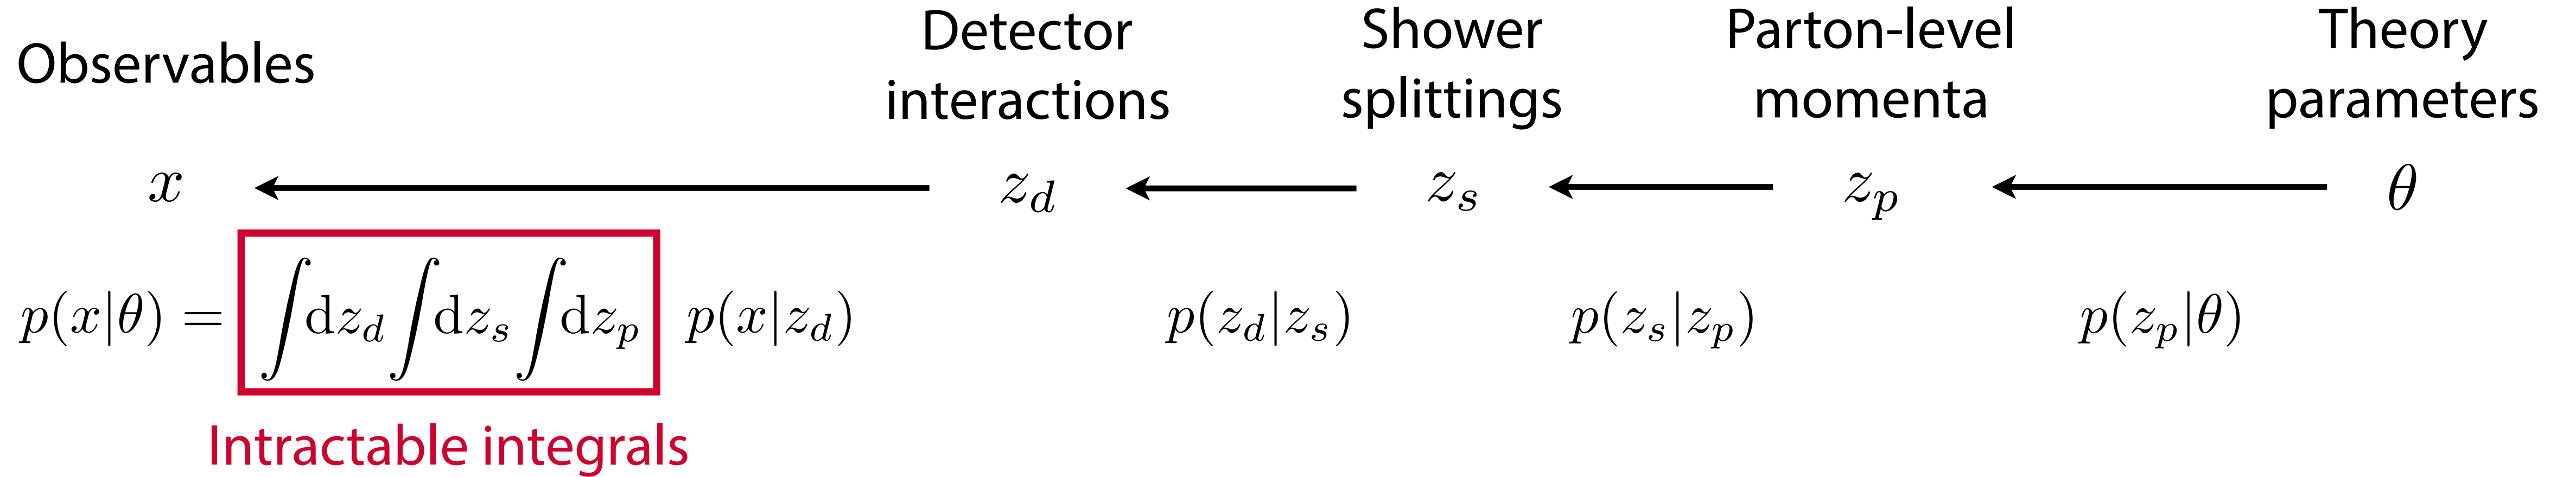 Observables
Detector interactions
Shower splittings
Parton-level momenta
Theory parameters
x ← z_d ← z_s ← z_p ← θ
p(x|θ) = ∫dz_d ∫dz_s ∫dz_p p(x|z_d) p(z_d|z_s) p(z_s|z_p) p(z_p|θ)
Intractable integrals